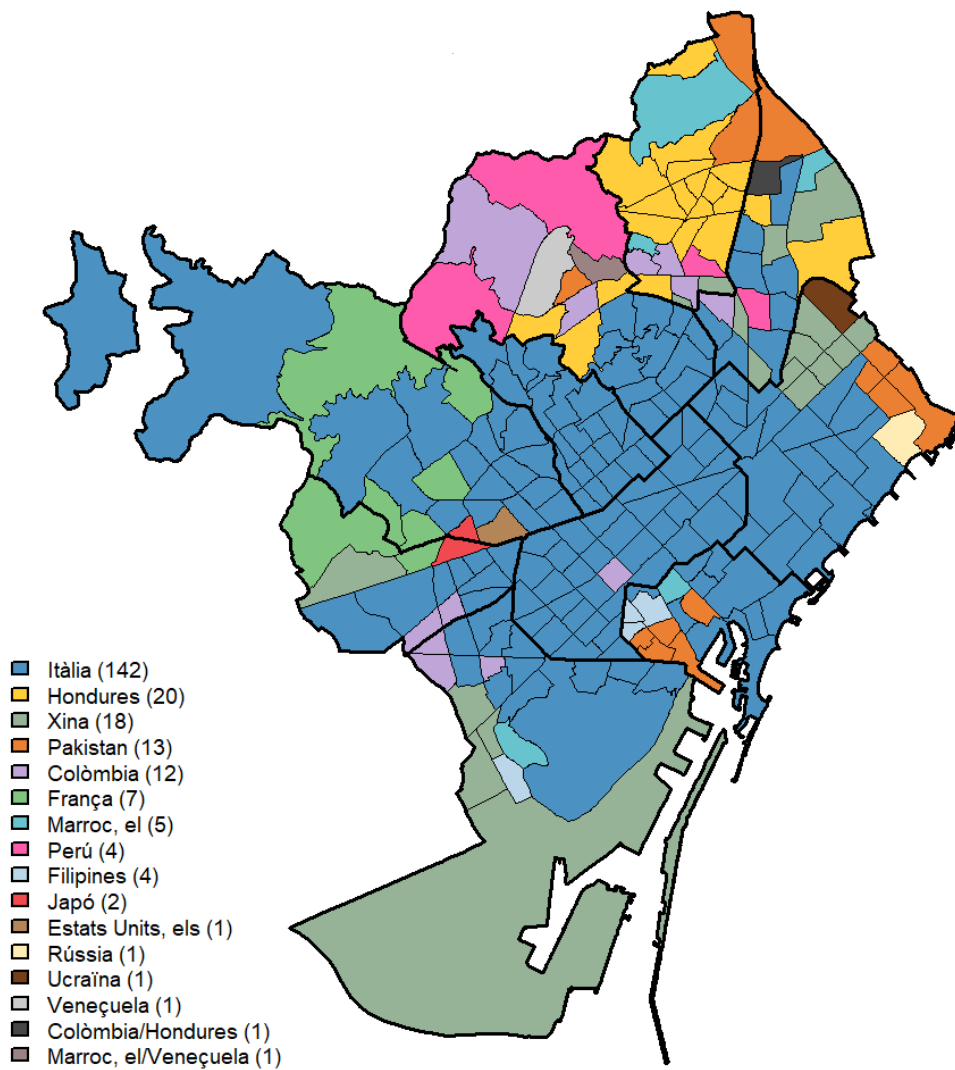 Itàlia (142)
Hondures (20)
Xina (18)
Pakistan (13)
Colòmbia (12)
França (7)
Marroc, el (5)
Perú (4)
Filipines (4)
Japó (2)
Estats Units, els (1)
Rússia (1)
Ucraïna (1)
Veneçuela (1)
Colòmbia/Hondures (1)
Marroc, el/Veneçuela (1)